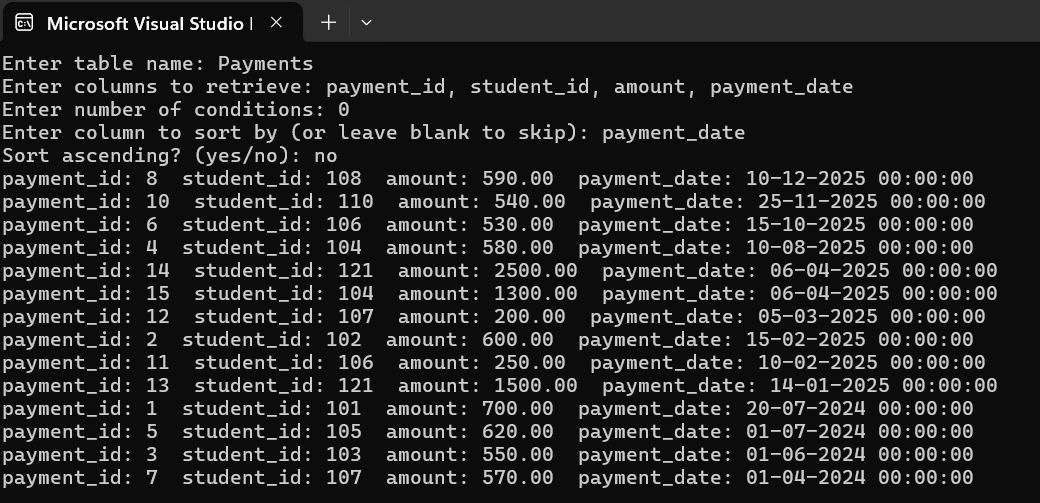 Microsoft Visual Studio
Enter table name: Payments
Enter columns to retrieve: payment_id, student_id, amount, payment_date
Enter number of conditions: 0
Enter column to sort by (or leave blank to skip): payment_date
Sort ascending? (yes/no): no
payment_id: 8  student_id: 108  amount: 590.00  payment_date: 10-12-2025 00:00:00
payment_id: 10  student_id: 110  amount: 540.00  payment_date: 25-11-2025 00:00:00
payment_id: 6  student_id: 106  amount: 530.00  payment_date: 15-10-2025 00:00:00
payment_id: 4  student_id: 104  amount: 580.00  payment_date: 10-08-2025 00:00:00
payment_id: 14  student_id: 121  amount: 2500.00  payment_date: 06-04-2025 00:00:00
payment_id: 15  student_id: 104  amount: 1300.00  payment_date: 06-04-2025 00:00:00
payment_id: 12  student_id: 107  amount: 200.00  payment_date: 05-03-2025 00:00:00
payment_id: 2  student_id: 102  amount: 600.00  payment_date: 15-02-2025 00:00:00
payment_id: 11  student_id: 106  amount: 250.00  payment_date: 10-02-2025 00:00:00
payment_id: 13  student_id: 121  amount: 1500.00  payment_date: 14-01-2025 00:00:00
payment_id: 1  student_id: 101  amount: 700.00  payment_date: 20-07-2024 00:00:00
payment_id: 5  student_id: 105  amount: 620.00  payment_date: 01-07-2024 00:00:00
payment_id: 3  student_id: 103  amount: 550.00  payment_date: 01-06-2024 00:00:00
payment_id: 7  student_id: 107  amount: 570.00  payment_date: 01-04-2024 00:00:00